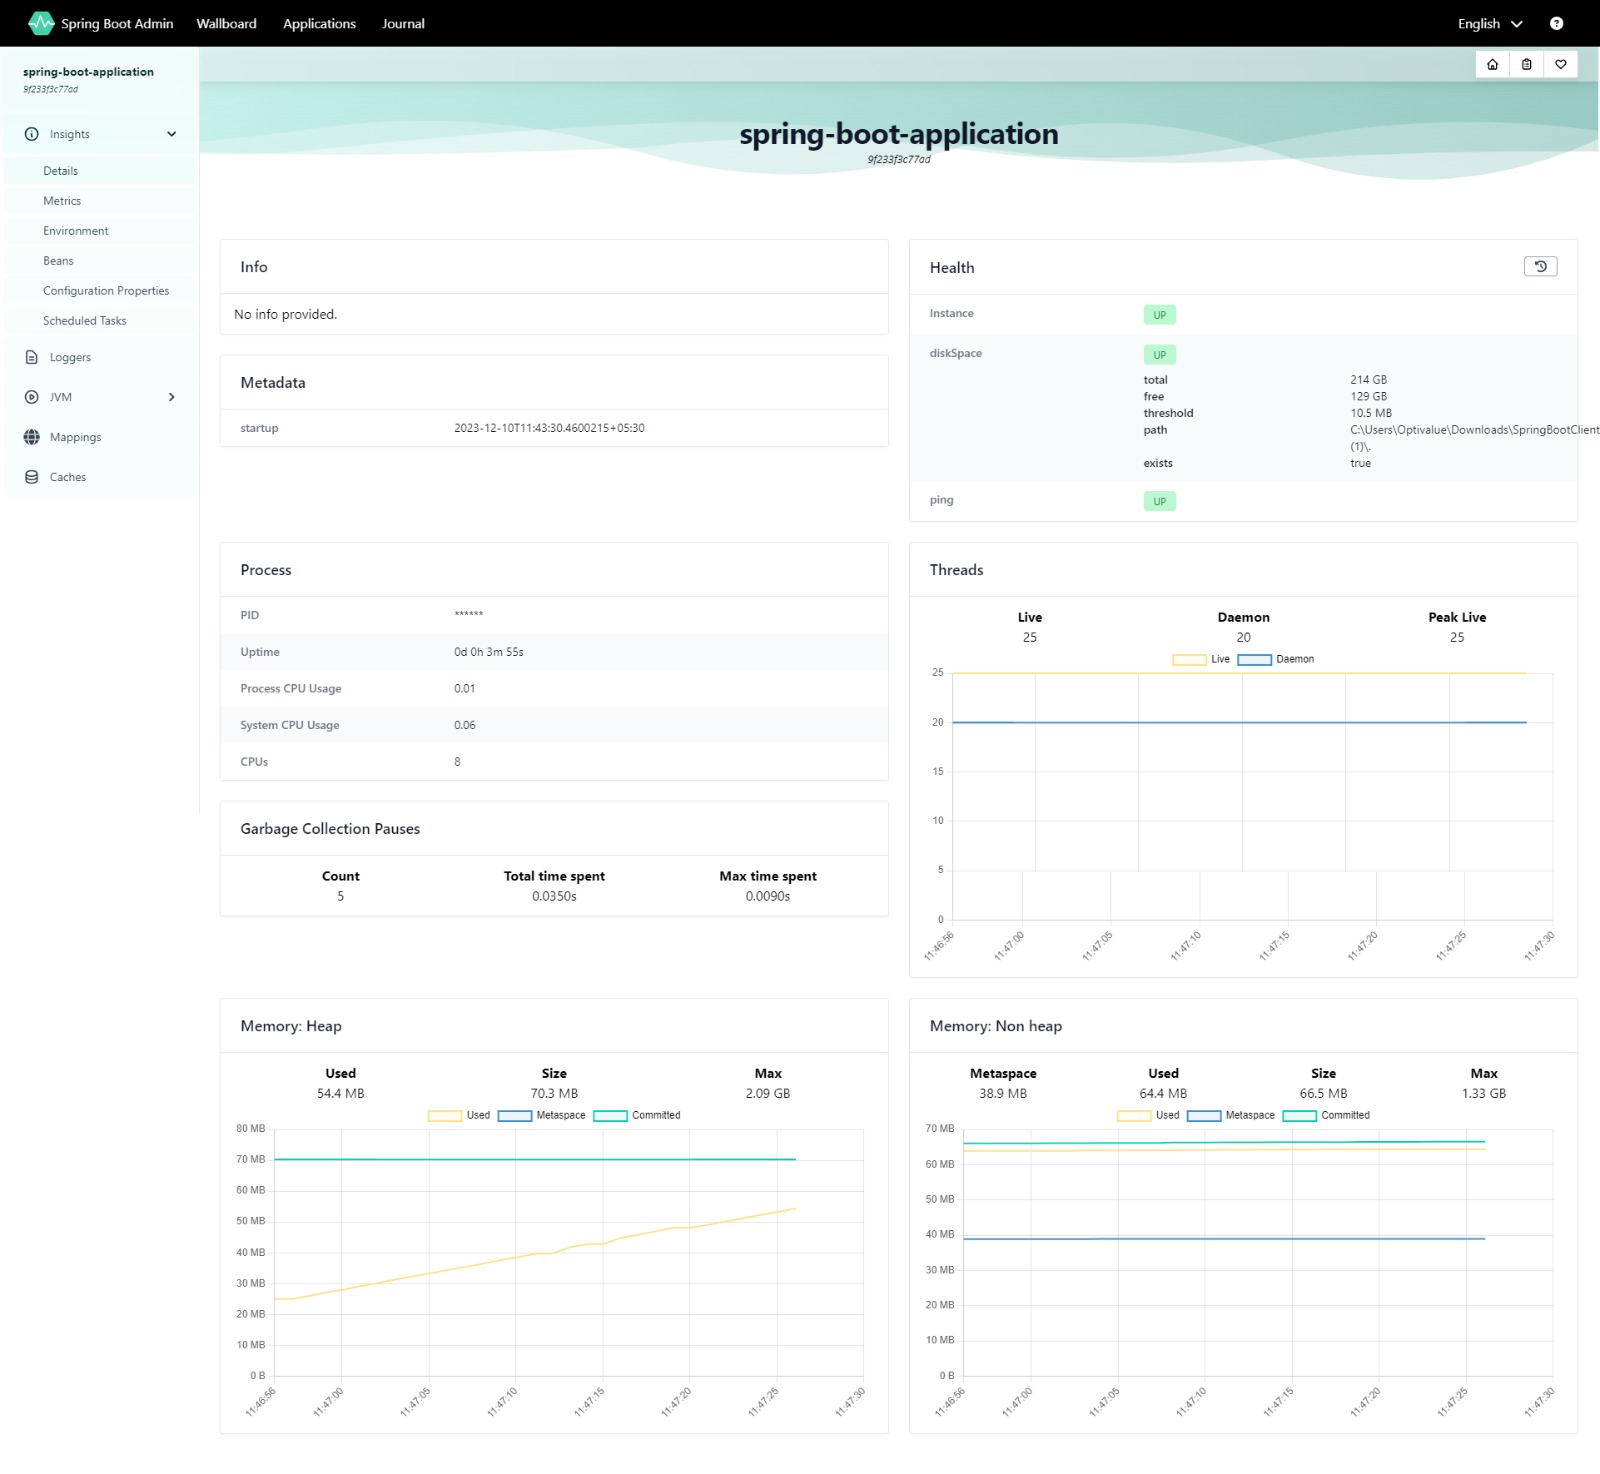 Spring Boot Admin Wallboard Applications Journal English ?
spring-boot-application
9f233f3c77ad
Insights
Details
Metrics
Environment
Beans
Configuration Properties
Scheduled Tasks
Loggers
JVM
Mappings
Caches
spring-boot-application
9f233f3c77ad
Info
No info provided.
Metadata
startup 2023-12-10T11:43:30.4600215+05:30
Health
Instance UP
diskSpace UP
total 214 GB
free 129 GB
threshold 10.5 MB
path C:\Users\Optivalue\Downloads\SpringBootClient
(1)\.
exists true
ping UP
Process
PID ******
Uptime 0d 0h 3m 55s
Process CPU Usage 0.01
System CPU Usage 0.06
CPUs 8
Garbage Collection Pauses
Count Total time spent Max time spent
5 0.0350s 0.0090s
Threads
Live Daemon Peak Live
25 20 25
Live Daemon
25
20
15
10
5
0
11:46:56 11:47:00 11:47:05 11:47:10 11:47:15 11:47:20 11:47:25 11:47:30
Memory: Heap
Used Size Max
54.4 MB 70.3 MB 2.09 GB
Used Metaspace Committed
80 MB
70 MB
60 MB
50 MB
40 MB
30 MB
20 MB
10 MB
0 B
11:46:56 11:47:00 11:47:05 11:47:10 11:47:15 11:47:20 11:47:25 11:47:30
Memory: Non heap
Metaspace Used Size Max
38.9 MB 64.4 MB 66.5 MB 1.33 GB
Used Metaspace Committed
70 MB
60 MB
50 MB
40 MB
30 MB
20 MB
10 MB
0 B
11:46:56 11:47:00 11:47:05 11:47:10 11:47:15 11:47:20 11:47:25 11:47:30